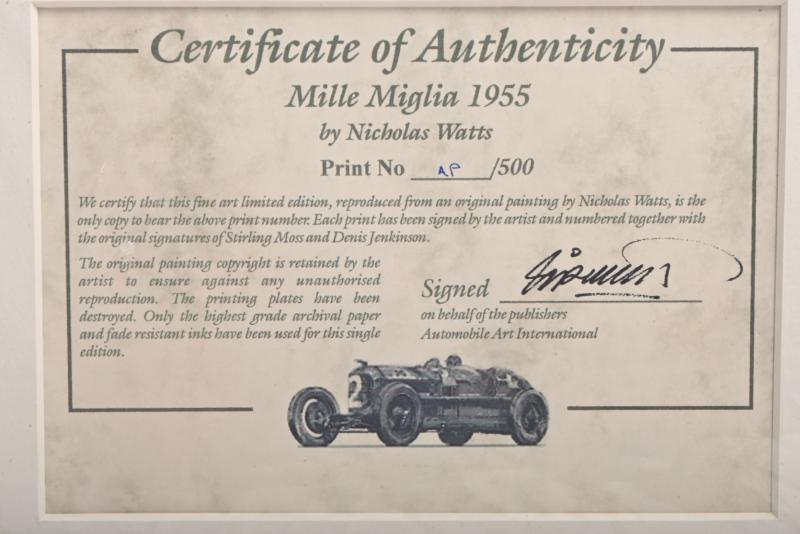 Certificate of Authenticity
Mille Miglia 1955
by Nicholas Watts
Print No AP /500
We certify that this fine art limited edition, reproduced from an original painting by Nicholas Watts, is the
only copy to bear the above print number. Each print has been signed by the artist and numbered together with
the original signatures of Stirling Moss and Denis Jenkinson.
The original painting copyright is retained by the
artist to ensure against any unauthorised
reproduction. The printing plates have been
destroyed. Only the highest grade archival paper
and fade resistant inks have been used for this single
edition.
Signed
on behalf of the publishers
Automobile Art International
2